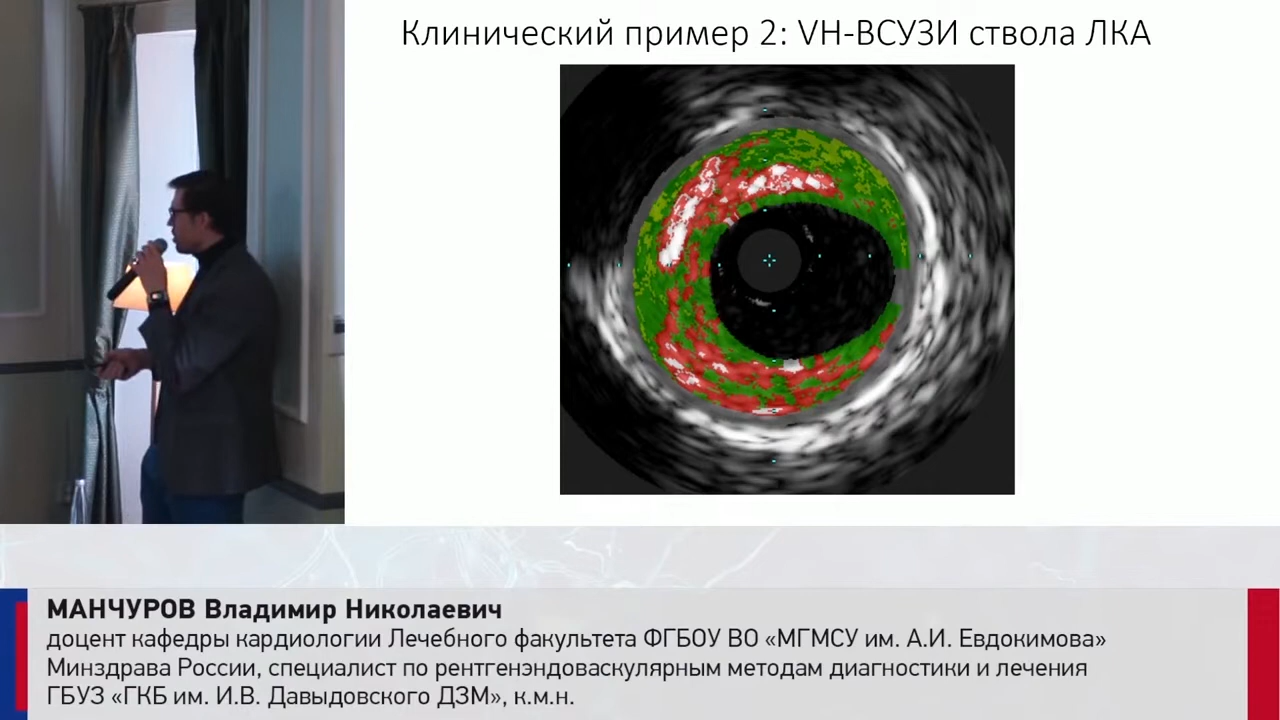 Клинический пример 2: VH-ВСУЗИ ствола ЛКА
МАНЧУРОВ Владимир Николаевич
доцент кафедры кардиологии Лечебного факультета ФГБОУ ВО «МГМСУ им. А.И. Евдокимова»
Минздрава России, специалист по рентгенэндоваскулярным методам диагностики и лечения
ГБУЗ «ГКБ им. И.В. Давыдовского ДЗМ», к.м.н.